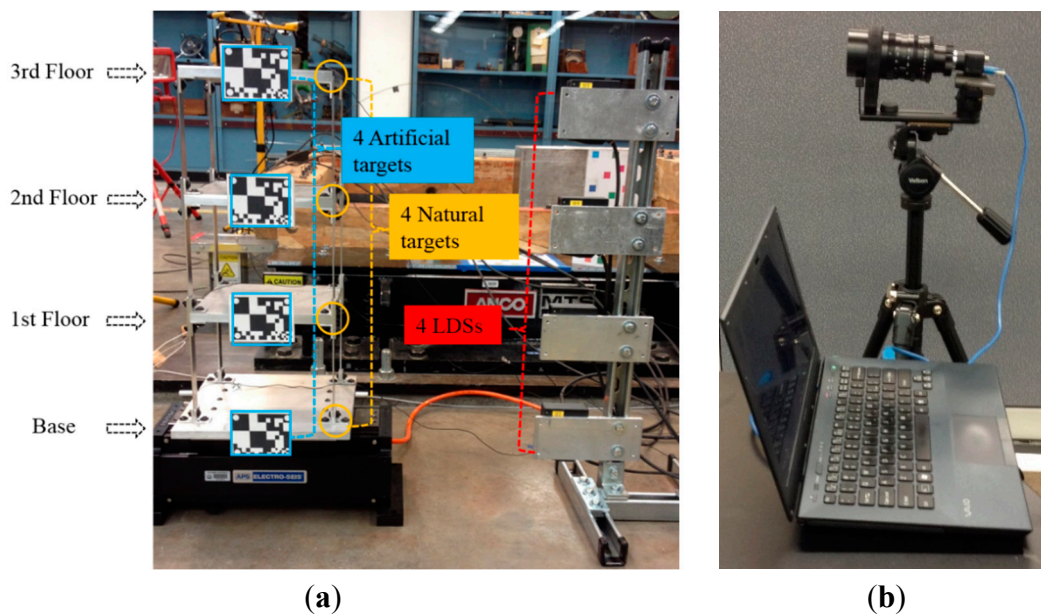 3rd Floor
2nd Floor
1st Floor
Base
4 Artificial
targets
4 Natural
targets
4 LDSs
CAUTION
CAUTION
ANCO
MTS
APS ELECTRO-SEIS
Velbon
VAIO
(a)
(b)